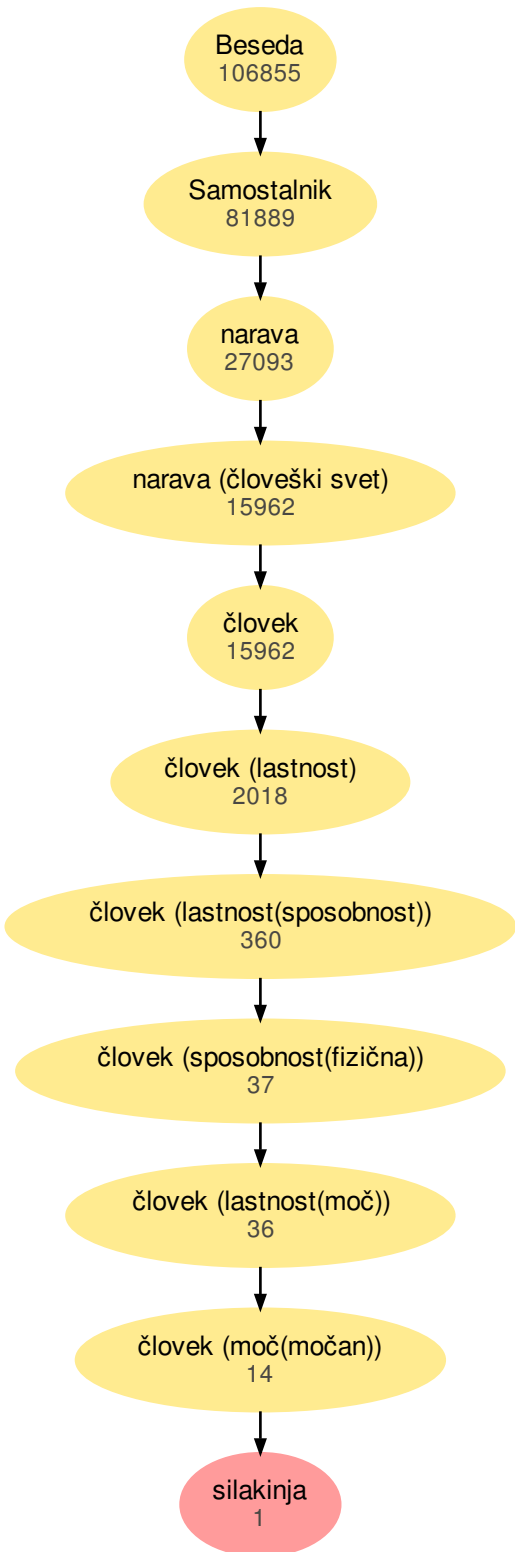 Beseda
106855
Samostalnik
81889
narava
27093
narava (človeški svet)
15962
človek
15962
človek (lastnost)
2018
človek (lastnost(sposobnost))
360
človek (sposobnost(fizična))
37
človek (lastnost(moč))
36
človek (moč(močan))
14
silakinja
1